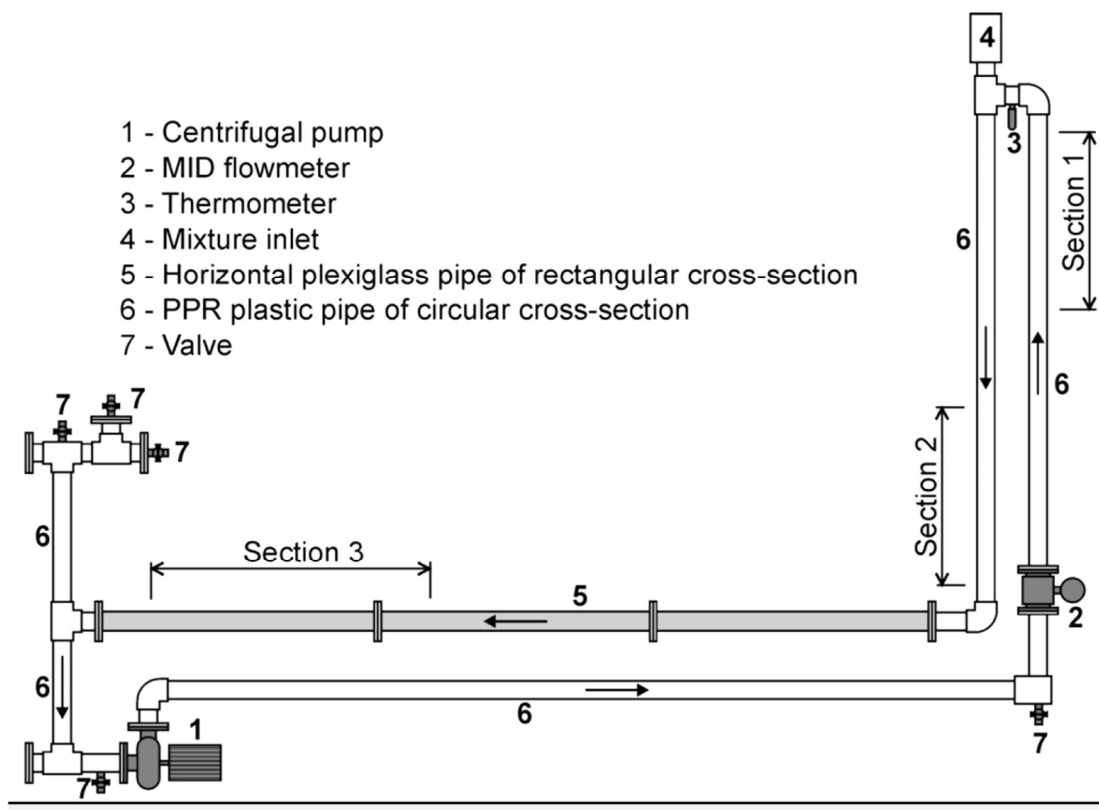 4
1 - Centrifugal pump
2 - MID flowmeter
3 - Thermometer
4 - Mixture inlet
5 - Horizontal plexiglass pipe of rectangular cross-section
6 - PPR plastic pipe of circular cross-section
7 - Valve
3
Section 1
6
6
7
7
7
Section 2
6
Section 3
5
2
6
6
1
7
7